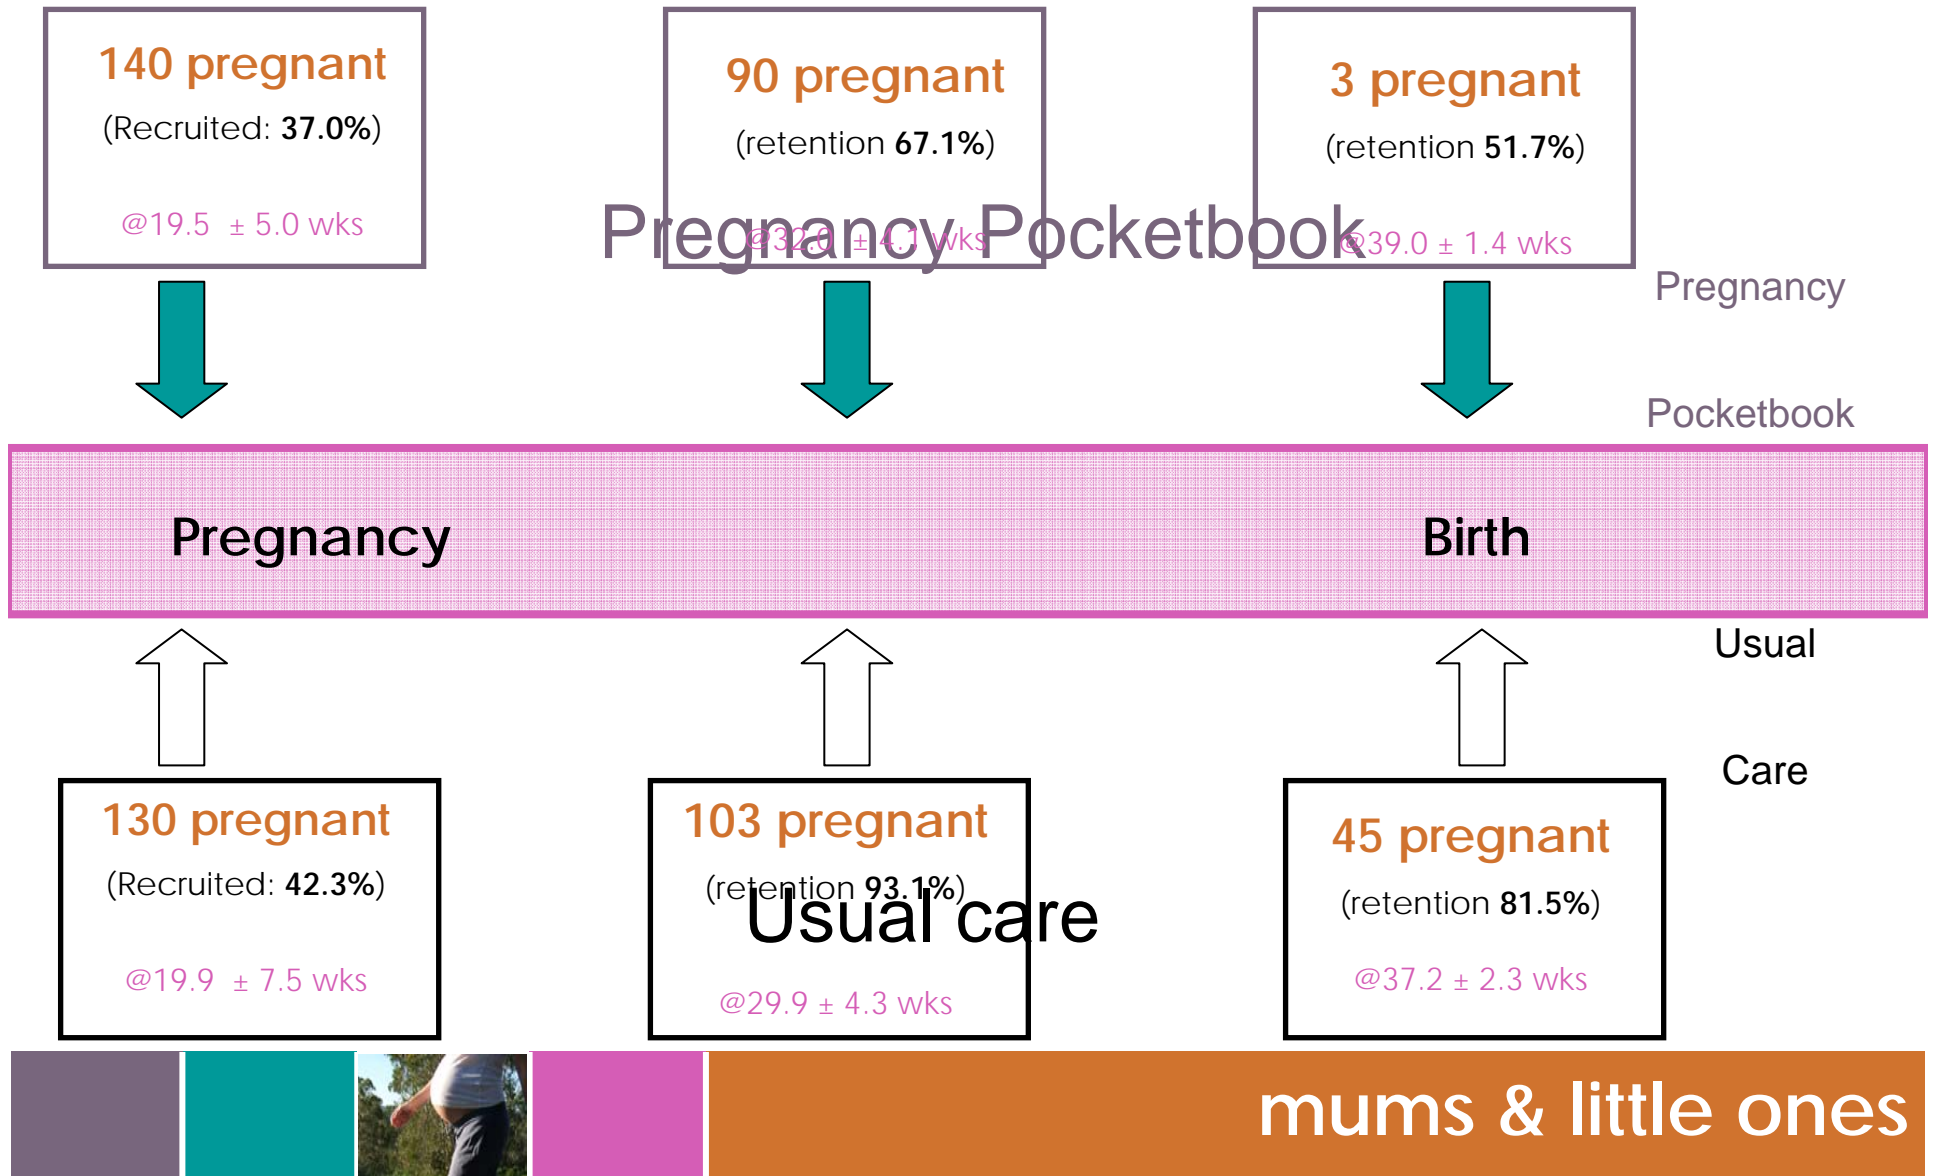 140 pregnant
(Recruited: 37.0%)
@19.5 ± 5.0 wks
90 pregnant
(retention 67.1%)
@32.0 ± 4.1 wks
3 pregnant
(retention 51.7%)
@39.0 ± 1.4 wks
Pregnancy Pocketbook
Pregnancy
Pocketbook
Pregnancy
Birth
Usual
Care
130 pregnant
(Recruited: 42.3%)
@19.9 ± 7.5 wks
103 pregnant
(retention 93.1%)
@29.9 ± 4.3 wks
Usual care
45 pregnant
(retention 81.5%)
@37.2 ± 2.3 wks
mums & little ones